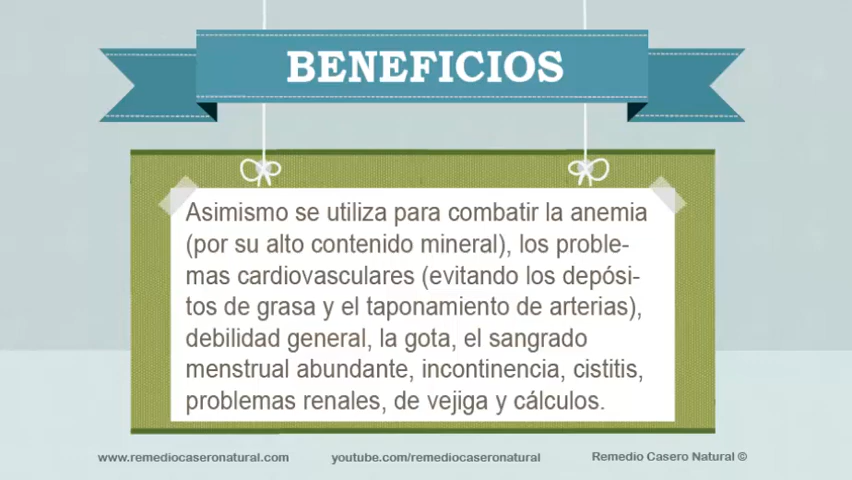 BENEFICIOS
Asimismo se utiliza para combatir la anemia
(por su alto contenido mineral), los proble-
mas cardiovasculares (evitando los depósi-
tos de grasa y el taponamiento de arterias),
debilidad general, la gota, el sangrado
menstrual abundante, incontinencia, cistitis,
problemas renales, de vejiga y cálculos.
www.remediocaseronatural.com youtube.com/remediocaseronatural Remedio Casero Natural ©